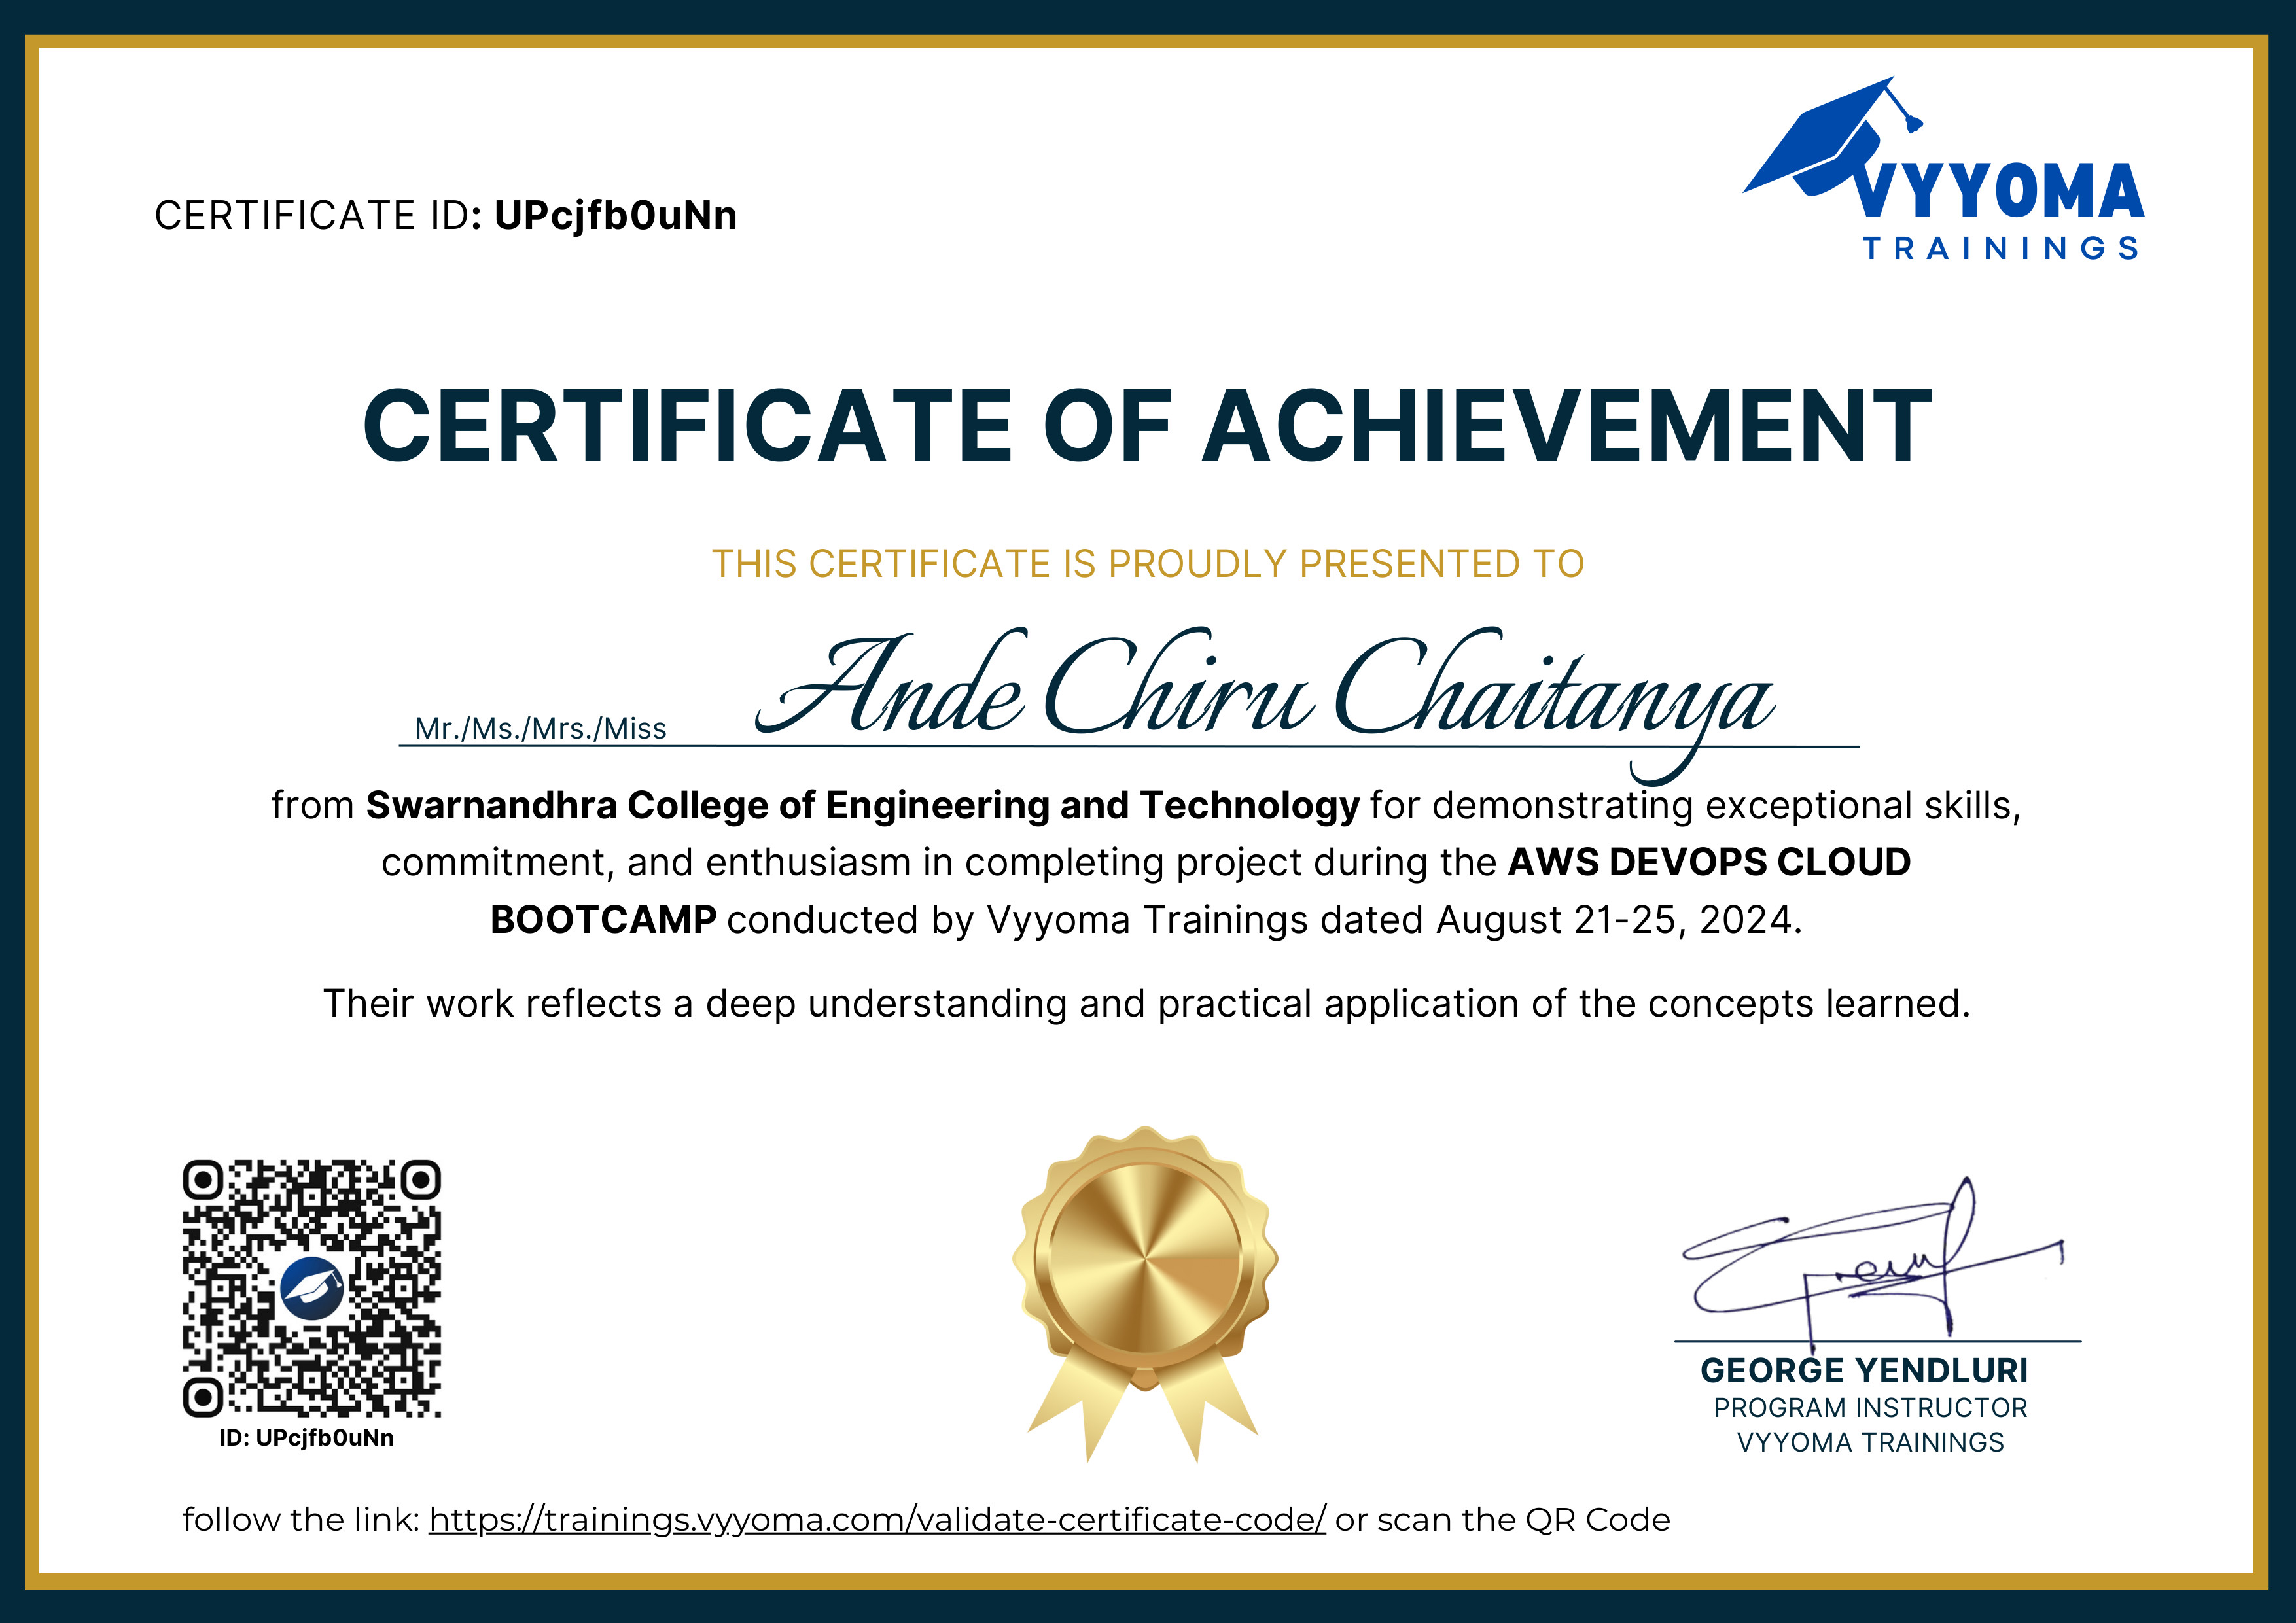 CERTIFICATE ID: UPcjfb0uNn
VYYOMA
TRAININGS
CERTIFICATE OF ACHIEVEMENT
THIS CERTIFICATE IS PROUDLY PRESENTED TO
Mr./Ms./Mrs./Miss Ande Chiru Chaitanya
from Swarnandhra College of Engineering and Technology for demonstrating exceptional skills,
commitment, and enthusiasm in completing project during the AWS DEVOPS CLOUD
BOOTCAMP conducted by Vyyoma Trainings dated August 21-25, 2024.
Their work reflects a deep understanding and practical application of the concepts learned.
ID: UPcjfb0uNn
GEORGE YENDLURI
PROGRAM INSTRUCTOR
VYYOMA TRAININGS
follow the link: https://trainings.vyyoma.com/validate-certificate-code/ or scan the QR Code